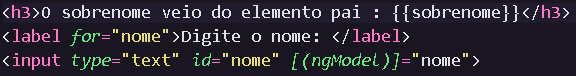 <h3>O sobrenome veio do elemento pai : {{sobrenome}}</h3>
<label for="nome">Digite o nome: </label>
<input type="text" id="nome" [(ngModel)]="nome">